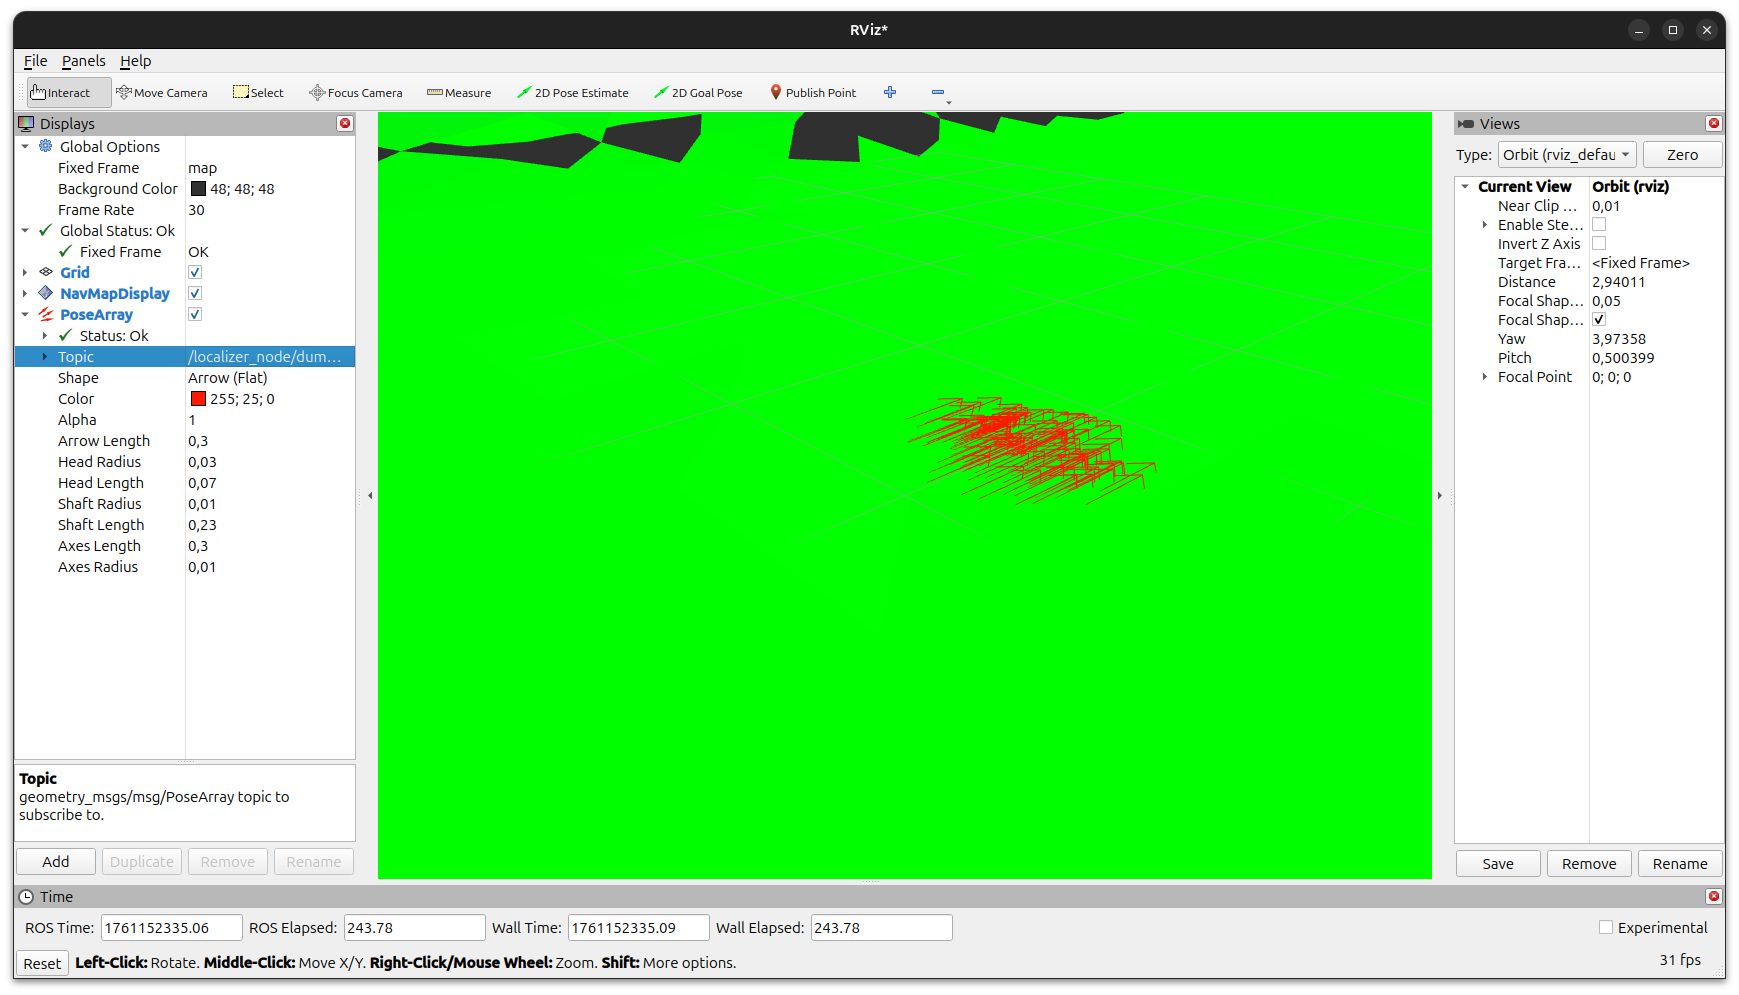 RViz*
File Panels Help
Interact Move Camera Select Focus Camera Measure 2D Pose Estimate 2D Goal Pose Publish Point
Displays
Global Options
Fixed Frame map
Background Color 48; 48; 48
Frame Rate 30
Global Status: Ok
Fixed Frame OK
Grid
NavMapDisplay
PoseArray
Status: Ok
Topic /localizer_node/dum...
Shape Arrow (Flat)
Color 255; 25; 0
Alpha 1
Arrow Length 0,3
Head Radius 0,03
Head Length 0,07
Shaft Radius 0,01
Shaft Length 0,23
Axes Length 0,3
Axes Radius 0,01
Topic
geometry_msgs/msg/PoseArray topic to
subscribe to.
Add Duplicate Remove Rename
Views
Type: Orbit (rviz_defau Zero
Current View Orbit (rviz)
Near Clip ... 0,01
Enable Ste...
Invert Z Axis
Target Fra... <Fixed Frame>
Distance 2,94011
Focal Shap... 0,05
Focal Shap...
Yaw 3,97358
Pitch 0,500399
Focal Point 0; 0; 0
Save Remove Rename
Time
ROS Time: 1761152335.06 ROS Elapsed: 243.78 Wall Time: 1761152335.09 Wall Elapsed: 243.78 Experimental
Reset Left-Click: Rotate. Middle-Click: Move X/Y. Right-Click/Mouse Wheel: Zoom. Shift: More options. 31 fps